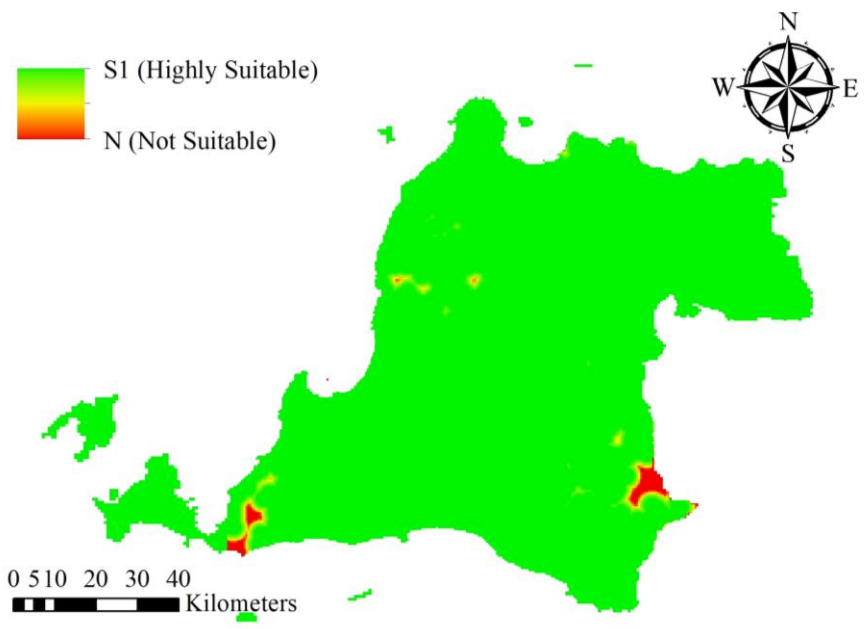 S1 (Highly Suitable)
N (Not Suitable)
N
W E
S
0 5 10 20 30 40
Kilometers